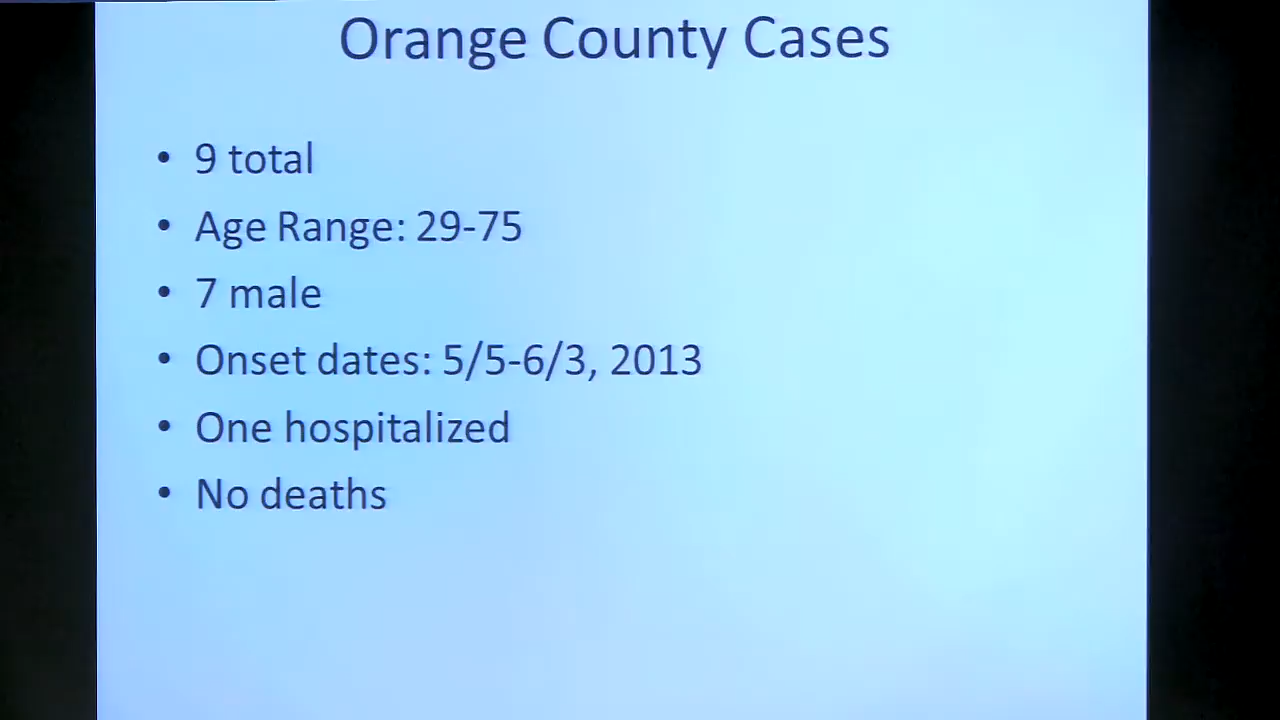 Orange County Cases
• 9 total
• Age Range: 29-75
• 7 male
• Onset dates: 5/5-6/3, 2013
• One hospitalized
• No deaths